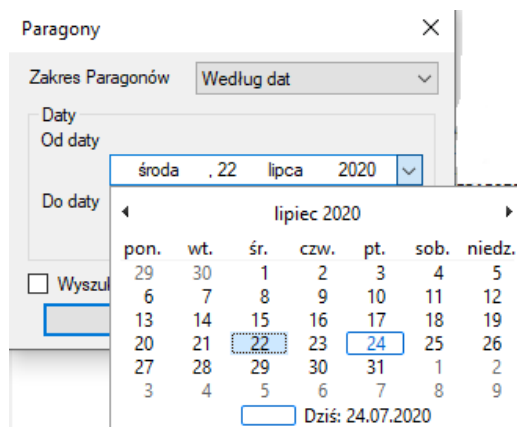 Paragony
Zakres Paragonów Według dat
Daty
Od daty
środa , 22 lipca 2020
Do daty
lipiec 2020
pon. wt. śr. czw. pt. sob. niedz.
29 30 1 2 3 4 5
6 7 8 9 10 11 12
13 14 15 16 17 18 19
20 21 22 23 24 25 26
27 28 29 30 31 1 2
3 4 5 6 7 8 9
Dziś: 24.07.2020